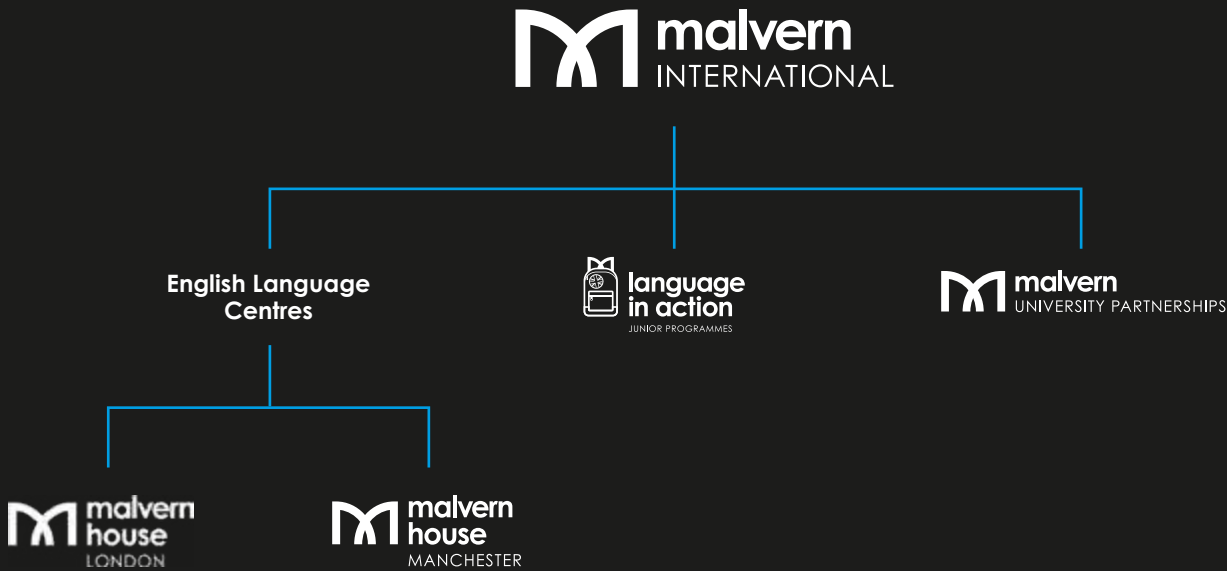 malvern
INTERNATIONAL
English Language
Centres
language
in action
JUNIOR PROGRAMMES
malvern
UNIVERSITY PARTNERSHIPS
malvern
house
LONDON
malvern
house
MANCHESTER